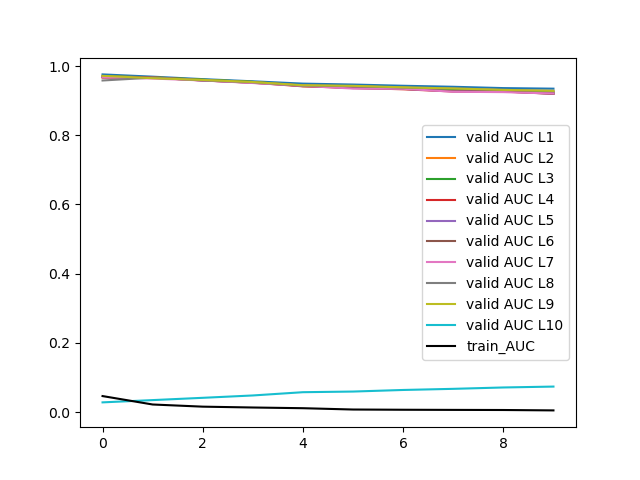 1.0
0.8
0.6
0.4
0.2
0.0
0 2 4 6 8
valid AUC L1
valid AUC L2
valid AUC L3
valid AUC L4
valid AUC L5
valid AUC L6
valid AUC L7
valid AUC L8
valid AUC L9
valid AUC L10
train_AUC